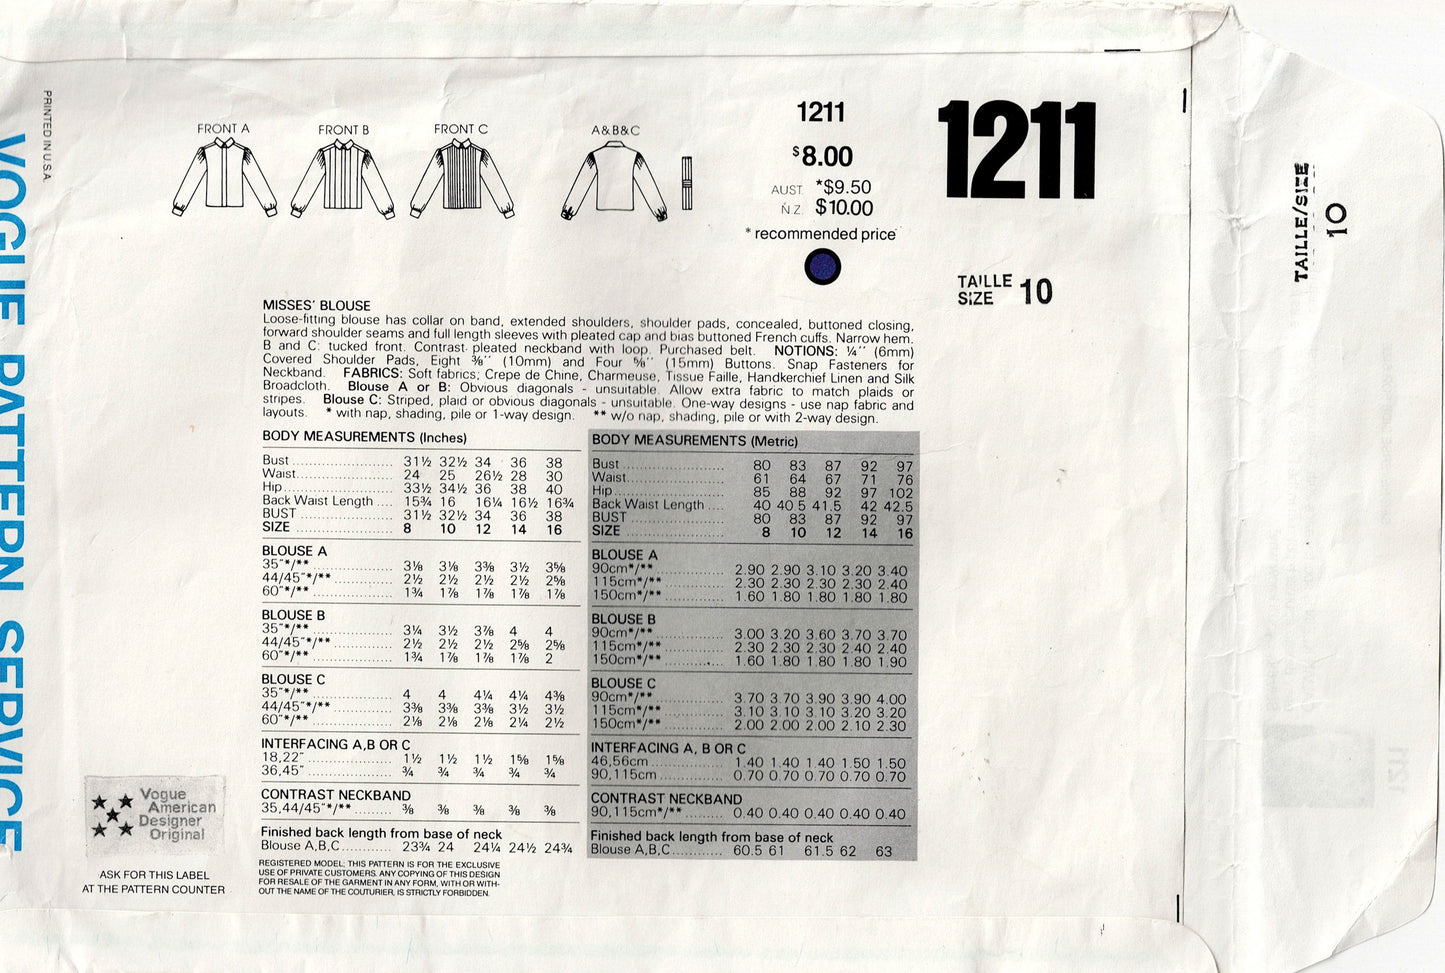 PRINTED IN U.S.A.
VOGUE PATTERN SERVICE
FRONT A
FRONT B
FRONT C
A&B&C
1211
$8.00
AUST. *$9.50
N.Z. $10.00
* recommended price
1211
TAILLE
SIZE 10
TAILLE/SIZE
10
MISSES' BLOUSE
Loose-fitting blouse has collar on band, extended shoulders, shoulder pads, concealed, buttoned closing,
forward shoulder seams and full length sleeves with pleated cap and bias buttoned French cuffs. Narrow hem.
B and C: tucked front. Contrast pleated neckband with loop. Purchased belt. NOTIONS: ¼'' (6mm)
Covered Shoulder Pads, Eight ⅜'' (10mm) and Four ⅝'' (15mm) Buttons. Snap Fasteners for
Neckband. FABRICS: Soft fabrics; Crepe de Chine, Charmeuse, Tissue Faille, Handkerchief Linen and Silk
Broadcloth. Blouse A or B: Obvious diagonals - unsuitable. Allow extra fabric to match plaids or
stripes. Blouse C: Striped, plaid or obvious diagonals - unsuitable. One-way designs - use nap fabric and
layouts. * with nap, shading, pile or 1-way design. ** w/o nap, shading, pile or with 2-way design.
BODY MEASUREMENTS (Inches)
Bust 31½ 32½ 34 36 38
Waist 24 25 26½ 28 30
Hip 33½ 34½ 36 38 40
Back Waist Length 15¾ 16 16¼ 16½ 16¾
BUST 31½ 32½ 34 36 38
SIZE 8 10 12 14 16
BLOUSE A
35"*/** 3⅛ 3⅛ 3⅜ 3½ 3⅝
44/45"*/** 2½ 2½ 2½ 2½ 2⅝
60"*/** 1¾ 1⅞ 1⅞ 1⅞ 1⅞
BLOUSE B
35"*/** 3¼ 3½ 3⅞ 4 4
44/45"*/** 2½ 2½ 2½ 2⅝ 2⅝
60"*/** 1¾ 1⅞ 1⅞ 1⅞ 2
BLOUSE C
35"*/** 4 4 4¼ 4¼ 4⅜
44/45"*/** 3⅜ 3⅜ 3⅜ 3½ 3½
60"*/** 2⅛ 2⅛ 2⅛ 2¼ 2½
INTERFACING A,B OR C
18,22" 1½ 1½ 1½ 1⅝ 1⅝
36,45" ¾ ¾ ¾ ¾ ¾
CONTRAST NECKBAND
35,44/45"*/** ⅜ ⅜ ⅜ ⅜ ⅜
Finished back length from base of neck
Blouse A,B,C 23¾ 24 24¼ 24½ 24¾
BODY MEASUREMENTS (Metric)
Bust 80 83 87 92 97
Waist 61 64 67 71 76
Hip 85 88 92 97 102
Back Waist Length 40 40.5 41.5 42 42.5
BUST 80 83 87 92 97
SIZE 8 10 12 14 16
BLOUSE A
90cm*/** 2.90 2.90 3.10 3.20 3.40
115cm*/** 2.30 2.30 2.30 2.30 2.40
150cm*/** 1.60 1.80 1.80 1.80 1.80
BLOUSE B
90cm*/** 3.00 3.20 3.60 3.70 3.70
115cm*/** 2.30 2.30 2.30 2.40 2.40
150cm*/** 1.60 1.80 1.80 1.80 1.90
BLOUSE C
90cm*/** 3.70 3.70 3.90 3.90 4.00
115cm*/** 3.10 3.10 3.10 3.20 3.20
150cm*/** 2.00 2.00 2.00 2.10 2.30
INTERFACING A, B OR C
46,56cm 1.40 1.40 1.40 1.50 1.50
90,115cm 0.70 0.70 0.70 0.70 0.70
CONTRAST NECKBAND
90,115cm*/** 0.40 0.40 0.40 0.40 0.40
Finished back length from base of neck
Blouse A,B,C 60.5 61 61.5 62 63
REGISTERED MODEL: THIS PATTERN IS FOR THE EXCLUSIVE
USE OF PRIVATE CUSTOMERS. ANY COPYING OF THIS DESIGN
FOR RESALE OF THE GARMENT IN ANY FORM, WITH OR WITH-
OUT THE NAME OF THE COUTURIER, IS STRICTLY FORBIDDEN.
Vogue
American
Designer
Original
ASK FOR THIS LABEL
AT THE PATTERN COUNTER